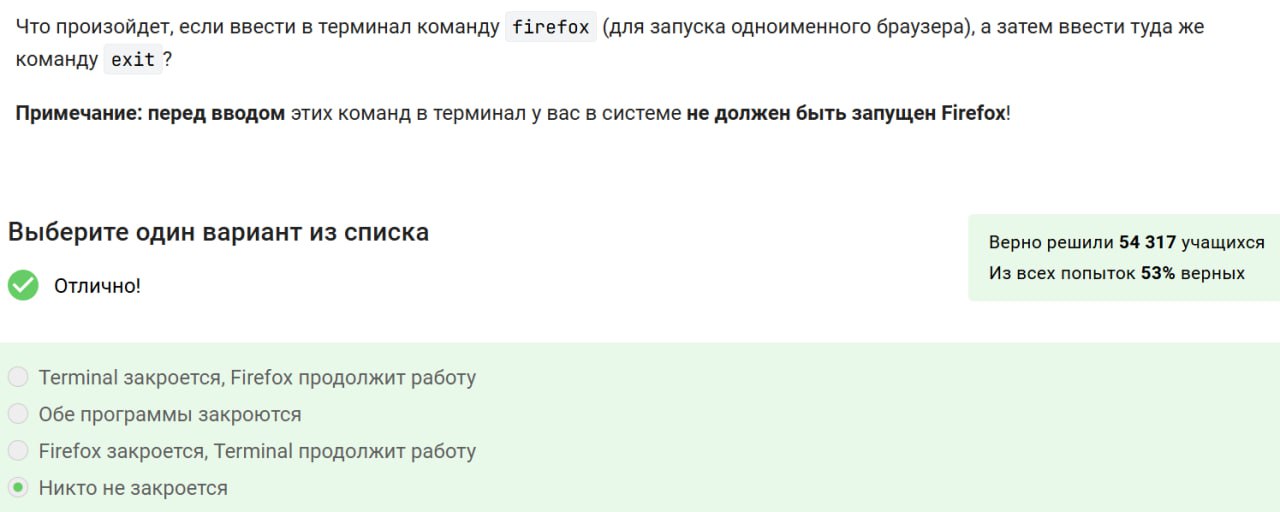 Что произойдет, если ввести в терминал команду firefox (для запуска одноименного браузера), а затем ввести туда же
команду exit ?
Примечание: перед вводом этих команд в терминал у вас в системе не должен быть запущен Firefox!
Выберите один вариант из списка
Верно решили 54 317 учащихся
Из всех попыток 53% верных
Отлично!
Terminal закроется, Firefox продолжит работу
Обе программы закроются
Firefox закроется, Terminal продолжит работу
Никто не закроется